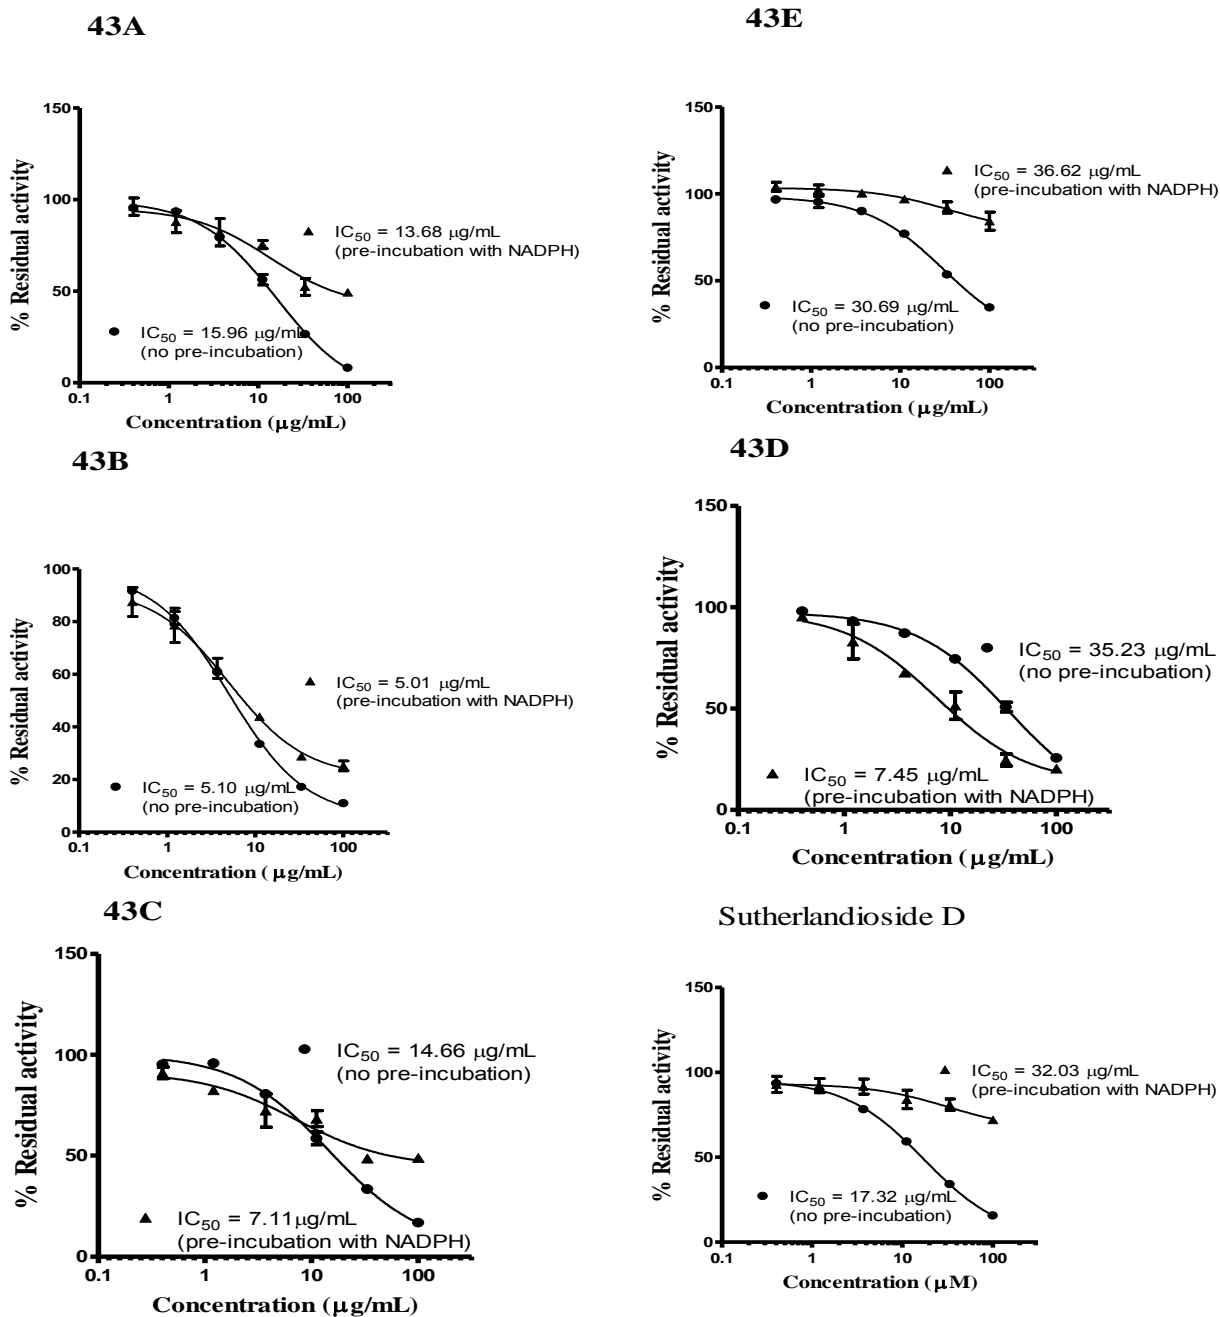 43A
150
100
50
0
0.1 1 10 100
% Residual activity
Concentration (μg/mL)
IC50 = 13.68 μg/mL
(pre-incubation with NADPH)
IC50 = 15.96 μg/mL
(no pre-incubation)
43E
150
100
50
0
0.1 1 10 100
% Residual activity
Concentration (μg/mL)
IC50 = 36.62 μg/mL
(pre-incubation with NADPH)
IC50 = 30.69 μg/mL
(no pre-incubation)
43B
100
80
60
40
20
0
0.1 1 10 100
% Residual activity
Concentration ( μg/mL)
IC50 = 5.01 μg/mL
(pre-incubation with NADPH)
IC50 = 5.10 μg/mL
(no pre-incubation)
43D
150
100
50
0
0.1 1 10 100
% Residual activity
Concentration (μg/mL)
IC50 = 35.23 μg/mL
(no pre-incubation)
IC50 = 7.45 μg/mL
(pre-incubation with NADPH)
43C
150
100
50
0
0.1 1 10 100
% Residual activity
Concentration (μg/mL)
IC50 = 14.66 μg/mL
(no pre-incubation)
IC50 = 7.11μg/mL
(pre-incubation with NADPH)
Sutherlandioside D
150
100
50
0
0.1 1 10 100
% Residual activity
Concentration (μM)
IC50 = 32.03 μg/mL
(pre-incubation with NADPH)
IC50 = 17.32 μg/mL
(no pre-incubation)